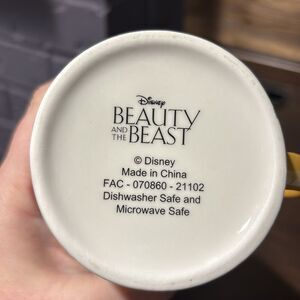 Disney
BEAUTY
AND THE BEAST
© Disney
Made in China
FAC - 070860 - 21102
Dishwasher Safe and
Microwave Safe